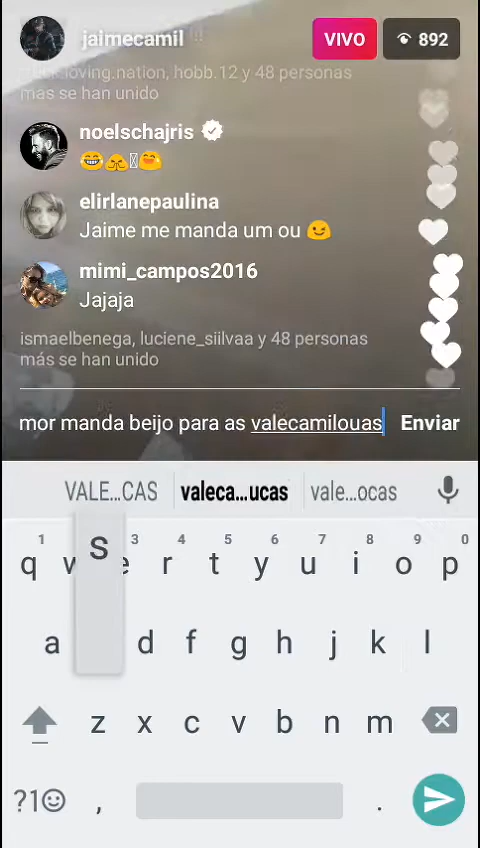 jaimecamil
VIVO
892
loving.nation, hobb.12 y 48 personas
más se han unido
noelschajris
😂🙏😅
elirlanepaulina
Jaime me manda um ou 😉
mimi_campos2016
Jajaja
ismaelbenega, luciene_siilvaa y 48 personas
más se han unido
mor manda beijo para as valecamilouas
Enviar
VALE...CAS valeca...ucas vale...ocas
s
1 3 4 5 6 7 8 9 0
q w e r t y u i o p
a d f g h j k l
z x c v b n m
?1☺ , .